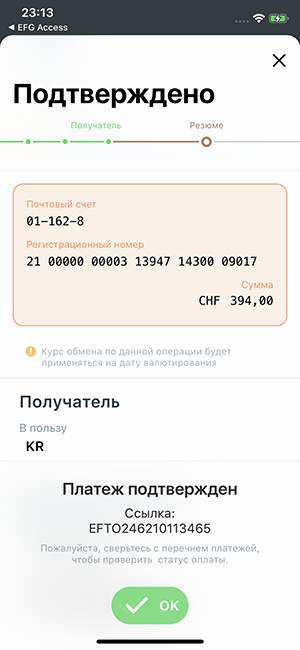 23:13
◀ EFG Access
Подтверждено
Получатель
Резюме
Почтовый счет
01-162-8
Регистрационный номер
21 00000 00003 13947 14300 09017
Сумма
CHF 394,00
Курс обмена по данной операции будет
применяться на дату валютирования
Получатель
В пользу
KR
Платеж подтвержден
Ссылка:
EFTO246210113465
Пожалуйста, сверьтесь с перечнем платежей,
чтобы проверить статус оплаты.
OK